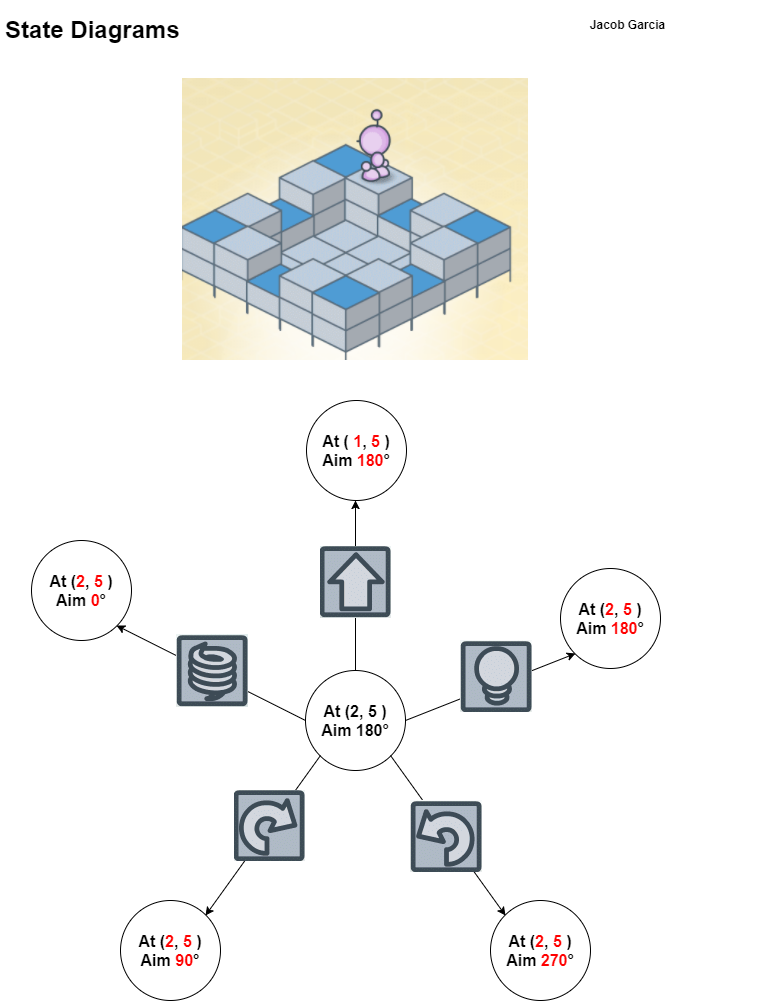 State Diagrams
Jacob Garcia
At ( 1, 5 )
Aim 180°
At (2, 5 )
Aim 0°
At (2, 5 )
Aim 180°
At (2, 5 )
Aim 180°
At (2, 5 )
Aim 90°
At (2, 5 )
Aim 270°